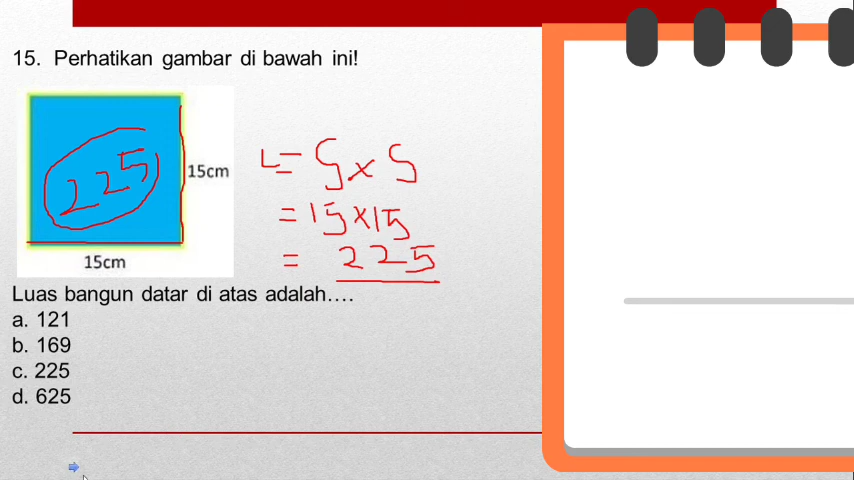 15. Perhatikan gambar di bawah ini!
225
15cm
15cm
L = S x S
= 15 x 15
= 225
Luas bangun datar di atas adalah….
a. 121
b. 169
c. 225
d. 625